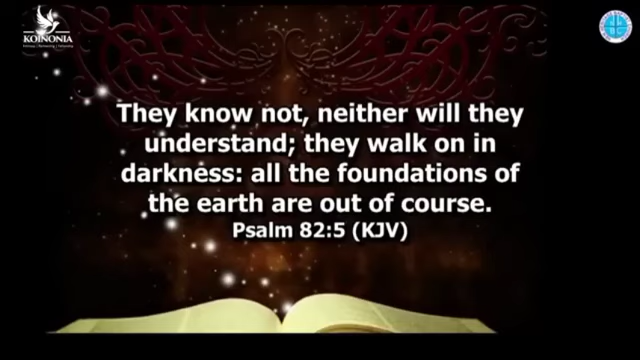 KOINONIA
They know not, neither will they
understand; they walk on in
darkness: all the foundations of
the earth are out of course.
Psalm 82:5 (KJV)